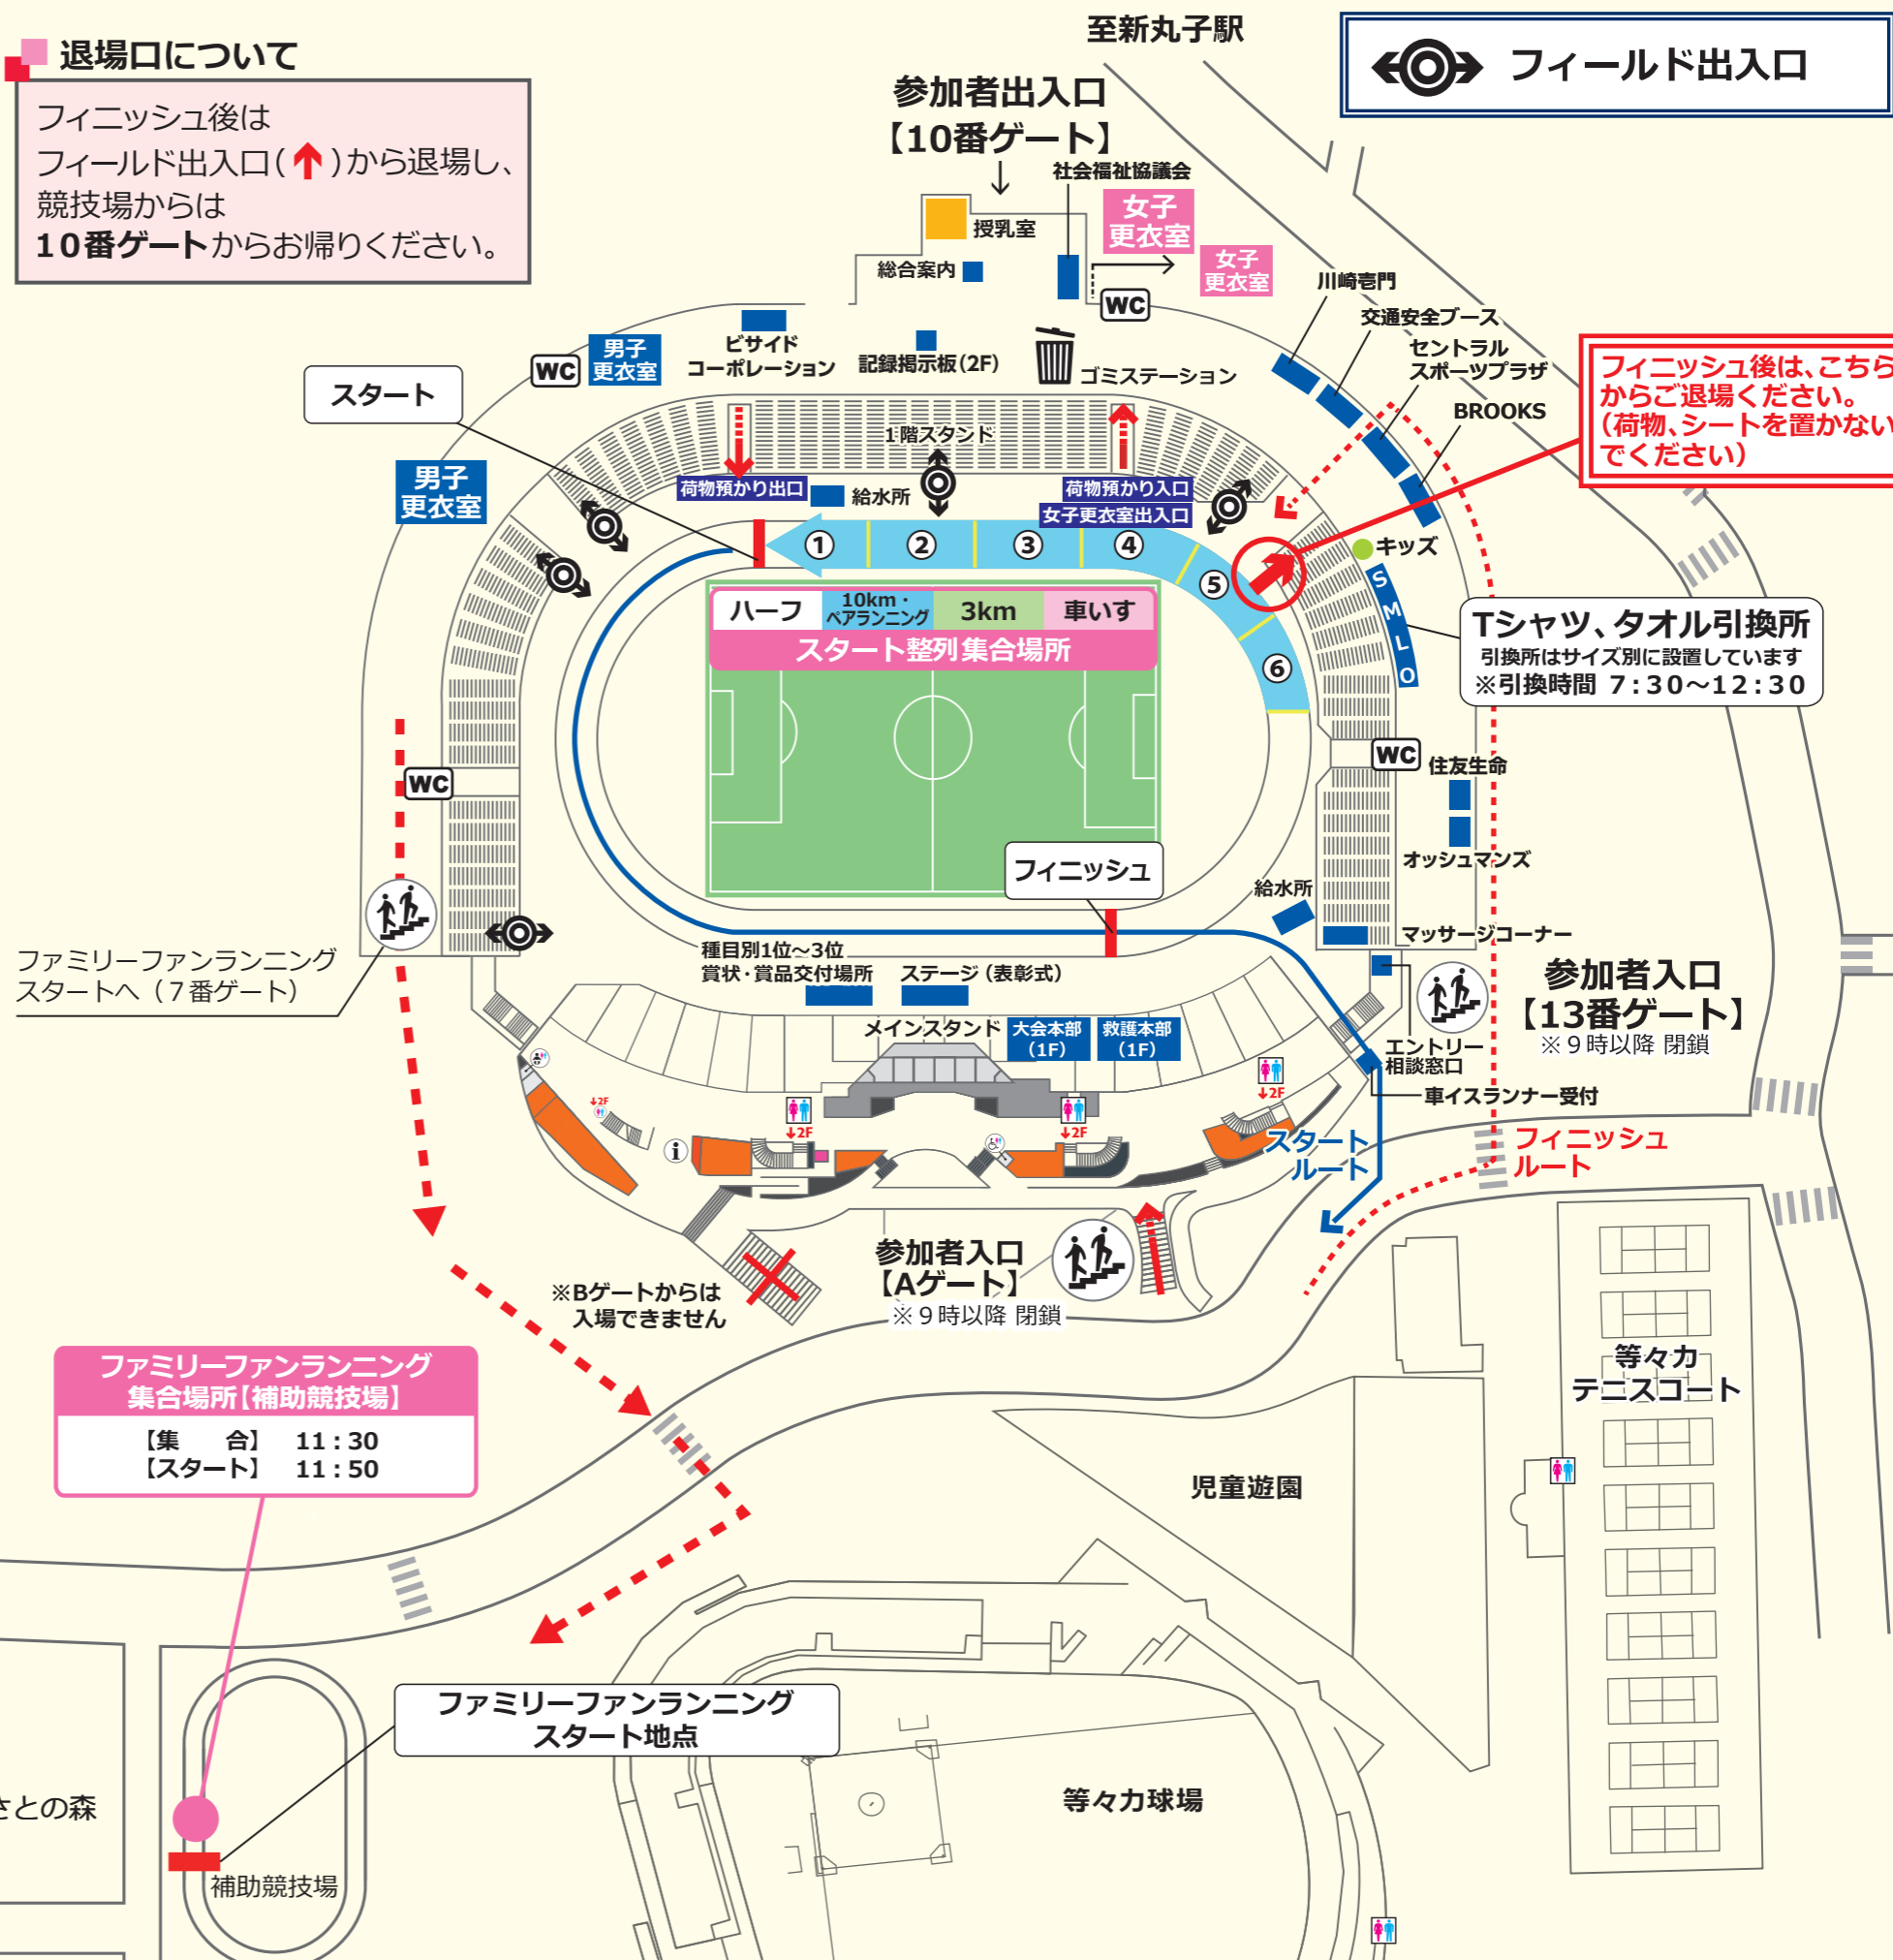 至新丸子駅
フィールド出入口
退場口について
フィニッシュ後は
フィールド出入口(↑)から退場し、
競技場からは
10番ゲートからお帰りください。
参加者出入口
【10番ゲート】
↓
社会福祉協議会
女子
更衣室
授乳室
総合案内
女子
更衣室
WC
川崎壱門
交通安全ブース
セントラル
スポーツプラザ
BROOKS
フィニッシュ後は、こちら
からご退場ください。
(荷物、シートを置かない
でください)
WC
男子
更衣室
ビサイド
コーポレーション
記録掲示板(2F)
ゴミステーション
スタート
男子
更衣室
1階スタンド
荷物預かり出口
給水所
荷物預かり入口
女子更衣室出入口
① ② ③ ④ ⑤ ⑥
キッズ
S
M
L
O
ハーフ
10km・
ペアランニング
3km
車いす
スタート整列集合場所
Tシャツ、タオル引換所
引換所はサイズ別に設置しています
※引換時間 7:30〜12:30
WC
WC
住友生命
オッシュマンズ
フィニッシュ
給水所
マッサージコーナー
ファミリーファンランニング
スタートへ(7番ゲート)
種目別1位〜3位
賞状・賞品交付場所
ステージ(表彰式)
参加者入口
【13番ゲート】
※9時以降 閉鎖
メインスタンド
大会本部
(1F)
救護本部
(1F)
エントリー
相談窓口
車イスランナー受付
↓2F
↓2F
↓2F
↓2F
i
スタート
ルート
フィニッシュ
ルート
参加者入口
【Aゲート】
※9時以降 閉鎖
※Bゲートからは
入場できません
ファミリーファンランニング
集合場所【補助競技場】
【集　合】 11:30
【スタート】 11:50
等々力
テニスコート
児童遊園
ファミリーファンランニング
スタート地点
等々力球場
さとの森
補助競技場